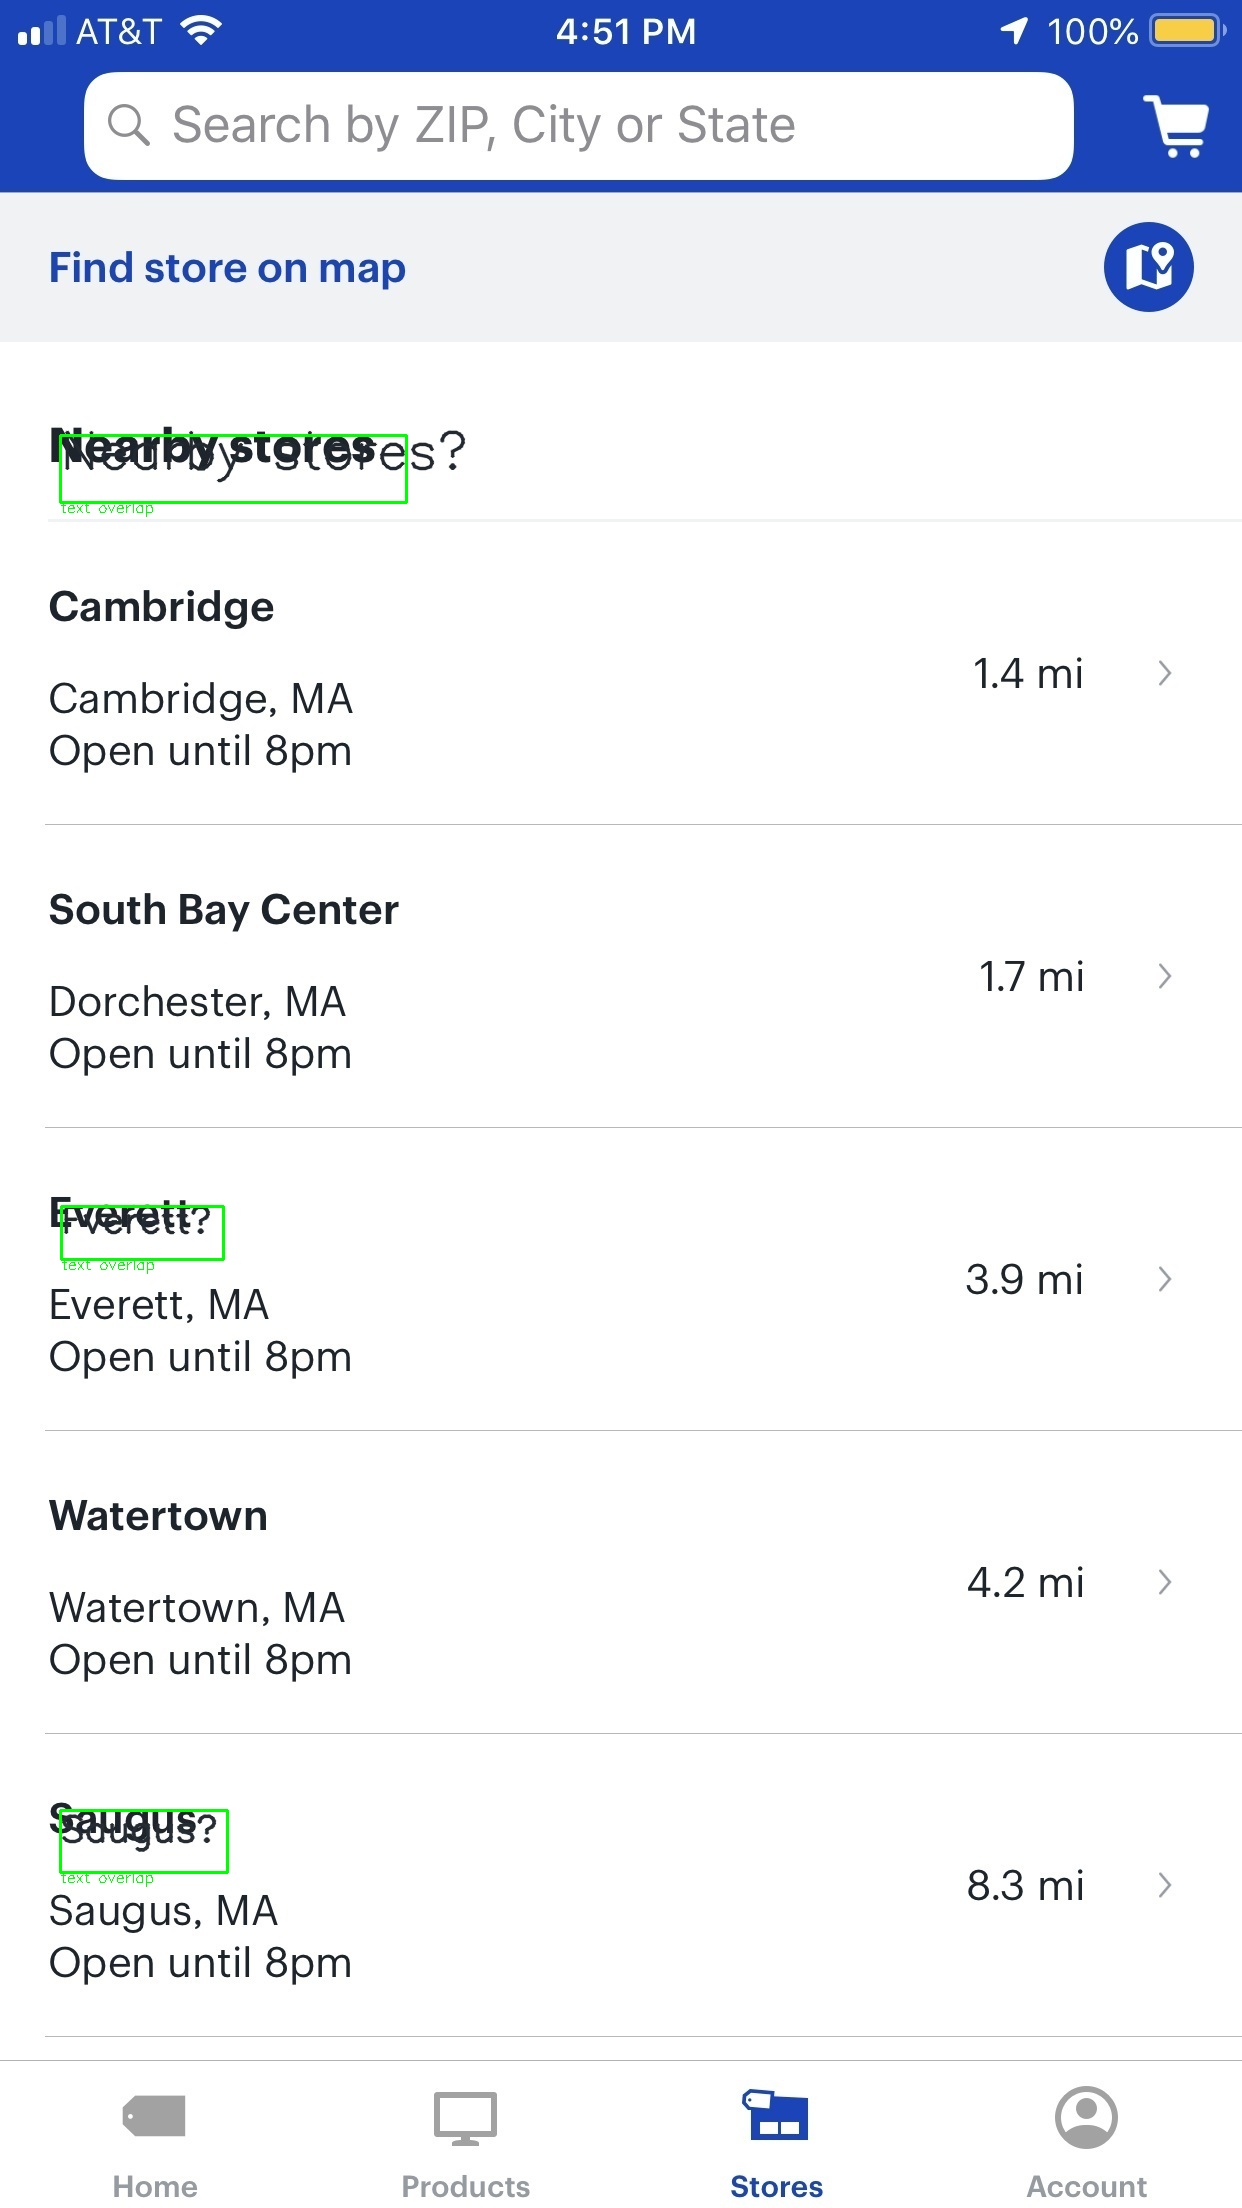 AT&T
4:51 PM
100%
Search by ZIP, City or State
Find store on map
Nearby stores
Nearby stores?
text overlap
Cambridge
Cambridge, MA
Open until 8pm
1.4 mi
South Bay Center
Dorchester, MA
Open until 8pm
1.7 mi
Everett
Everett?
text overlap
Everett, MA
Open until 8pm
3.9 mi
Watertown
Watertown, MA
Open until 8pm
4.2 mi
Saugus
Saugus?
text overlap
Saugus, MA
Open until 8pm
8.3 mi
Home
Products
Stores
Account